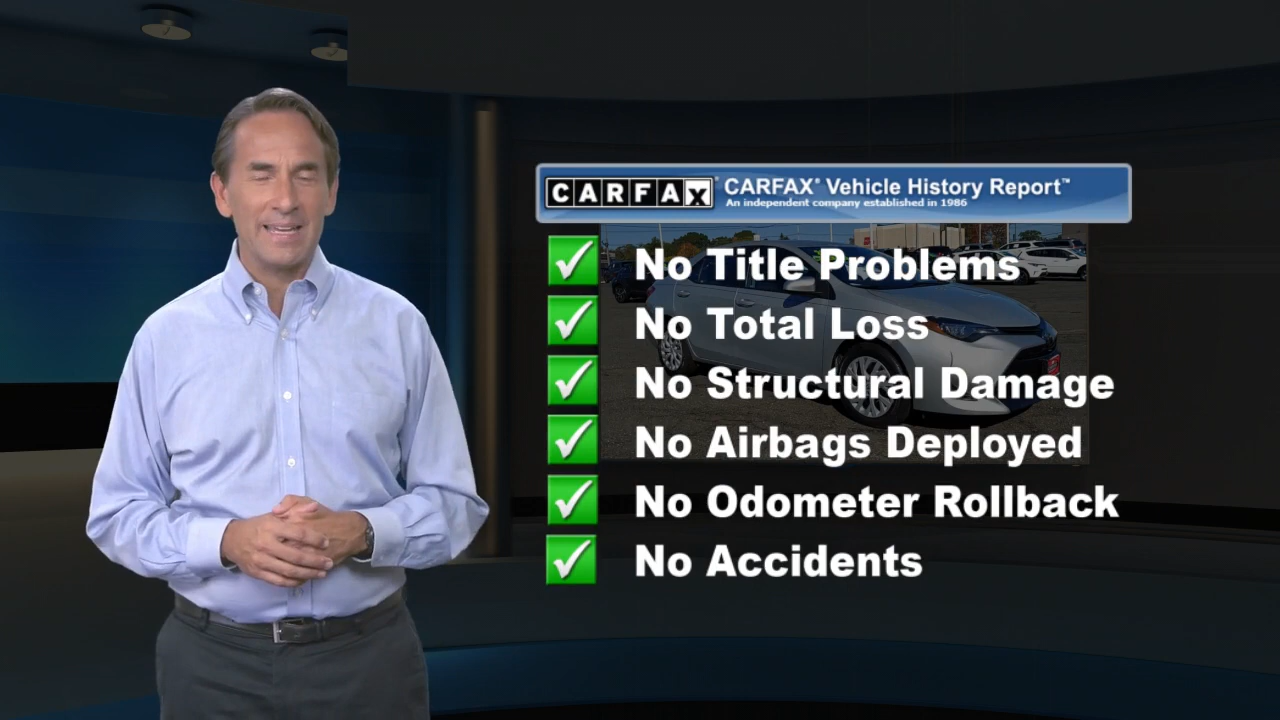 CARFAX® CARFAX® Vehicle History Report™
An independent company established in 1986
No Title Problems
No Total Loss
No Structural Damage
No Airbags Deployed
No Odometer Rollback
No Accidents